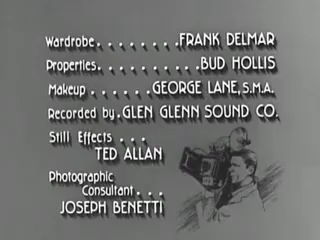 Wardrobe........FRANK DELMAR
Properties..........BUD HOLLIS
Makeup......GEORGE LANE, S.M.A.
Recorded by.GLEN GLENN SOUND CO.
Still Effects...
TED ALLAN
Photographic
Consultant...
JOSEPH BENETTI